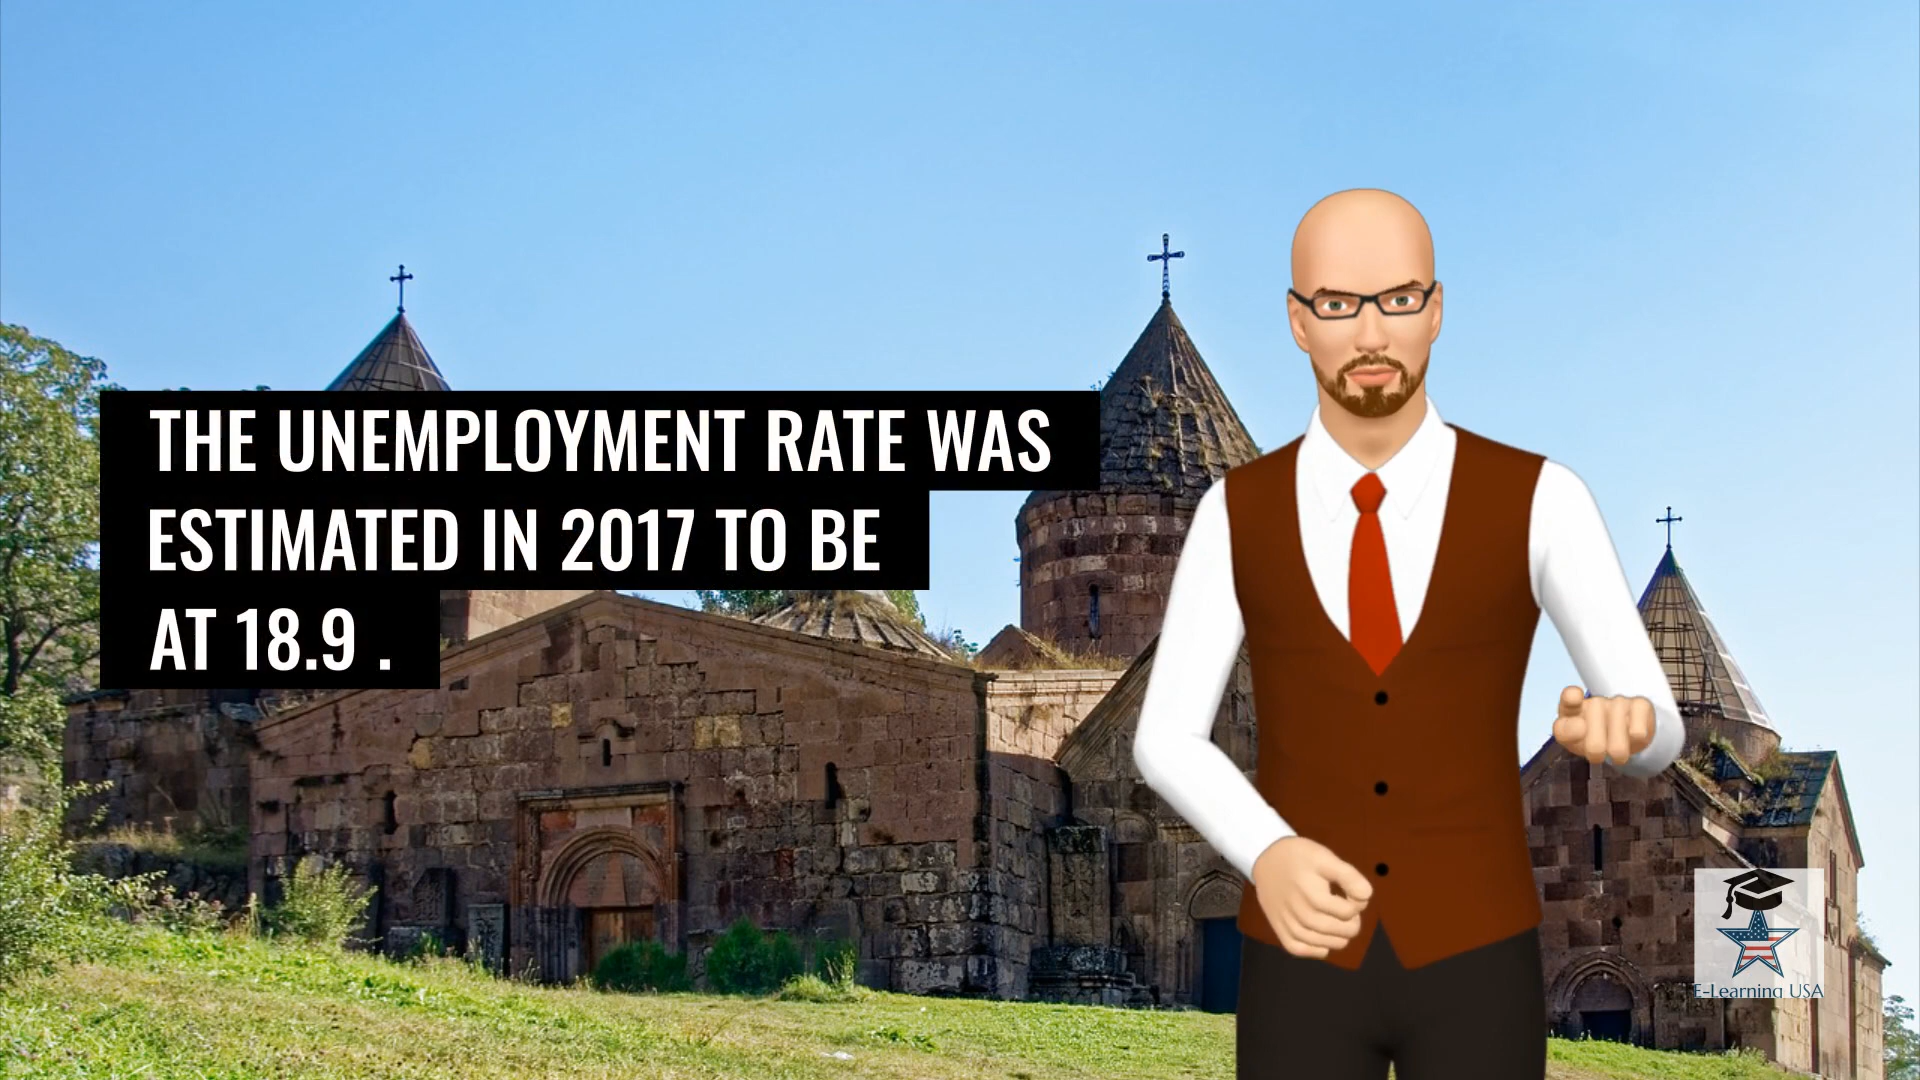 THE UNEMPLOYMENT RATE WAS
ESTIMATED IN 2017 TO BE
AT 18.9 .
E-Learning USA